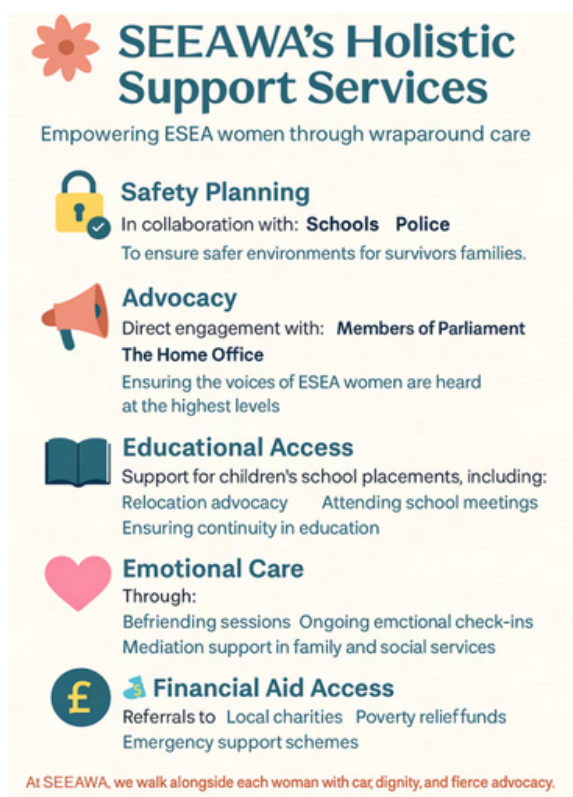 SEEAWA's Holistic
Support Services
Empowering ESEA women through wraparound care
Safety Planning
In collaboration with: Schools Police
To ensure safer environments for survivors families.
Advocacy
Direct engagement with: Members of Parliament
The Home Office
Ensuring the voices of ESEA women are heard
at the highest levels
Educational Access
Support for children's school placements, including:
Relocation advocacy Attending school meetings
Ensuring continuity in education
Emotional Care
Through:
Befriending sessions Ongoing emctional check-ins
Mediation support in family and social services
£
$ Financial Aid Access
Referrals to Local charities Poverty relief funds
Emergency support schemes
At SEEAWA, we walk alongside each woman with car, dignity, and fierce advocacy.